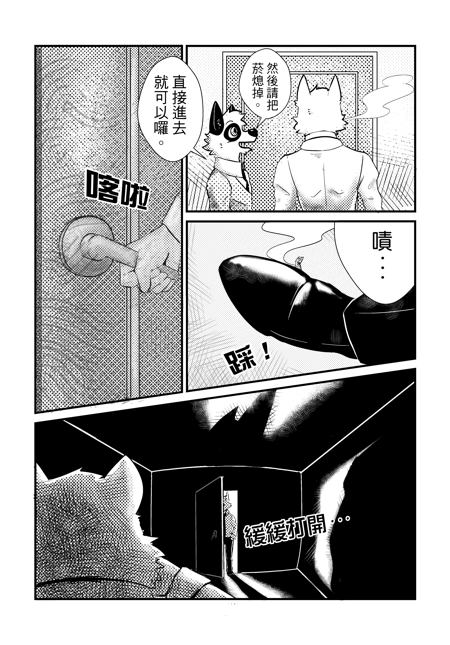 然後請把
菸熄掉。
直接進去
就可以囉。
喀啦
嘖…
踩！
緩緩打開…